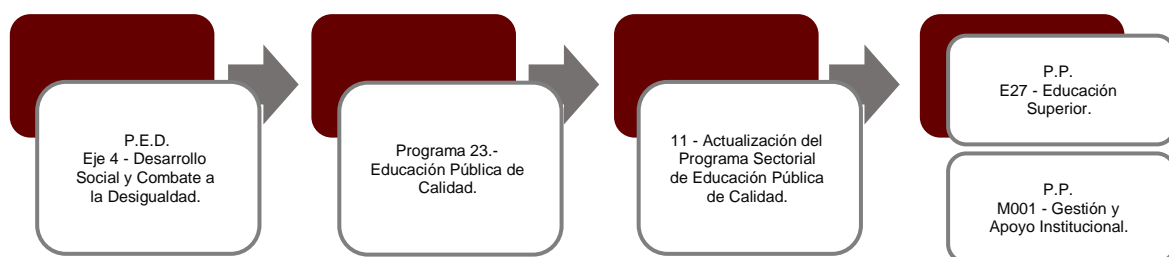 P.E.D.
Eje 4 - Desarrollo
Social y Combate a
la Desigualdad.
Programa 23.-
Educación Pública de
Calidad.
11 - Actualización del
Programa Sectorial
de Educación Pública
de Calidad.
P.P.
E27 - Educación
Superior.
P.P.
M001 - Gestión y
Apoyo Institucional.